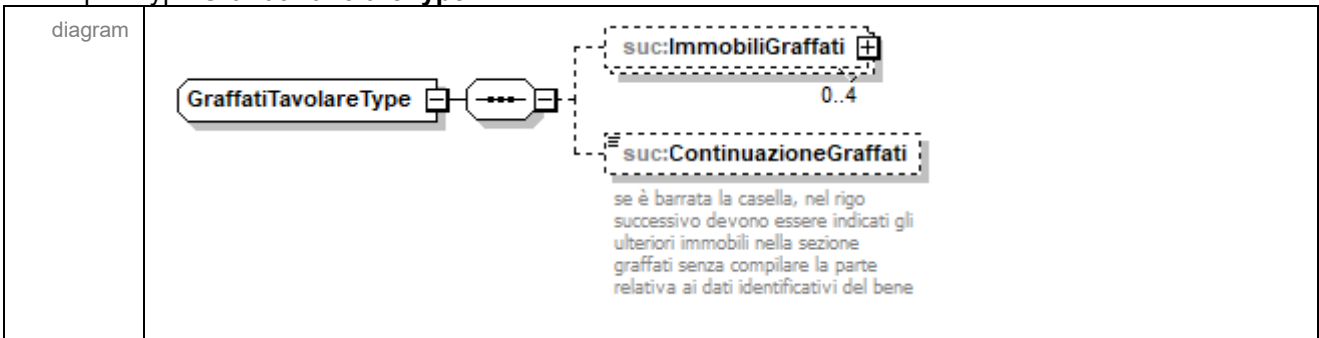 diagram
suc:ImmobiliGraffati
0..4
GraffatiTavolareType
suc:ContinuazioneGraffati
se è barrata la casella, nel rigo
successivo devono essere indicati gli
ulteriori immobili nella sezione
graffati senza compilare la parte
relativa ai dati identificativi del bene